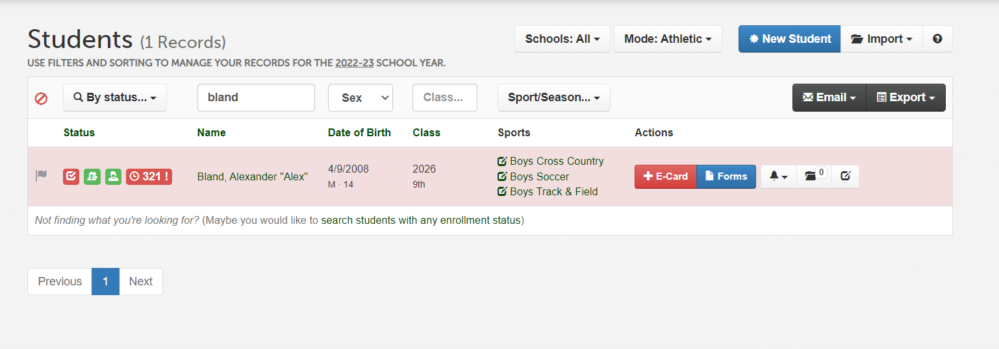 Students (1 Records)
Schools: All
Mode: Athletic
New Student
Import
USE FILTERS AND SORTING TO MANAGE YOUR RECORDS FOR THE 2022-23 SCHOOL YEAR.
By status...
bland
Sex
Class...
Sport/Season...
Email
Export
Status
Name
Date of Birth
Class
Sports
Actions
321 !
Bland, Alexander "Alex"
4/9/2008
M · 14
2026
9th
Boys Cross Country
Boys Soccer
Boys Track & Field
E-Card
Forms
0
Not finding what you're looking for? (Maybe you would like to search students with any enrollment status)
Previous
1
Next